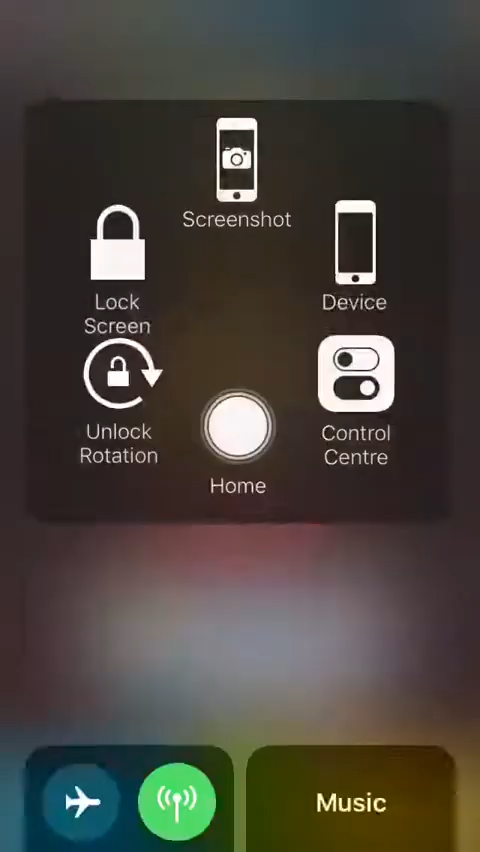 Screenshot
Lock
Screen
Device
Unlock
Rotation
Control
Centre
Home
Music